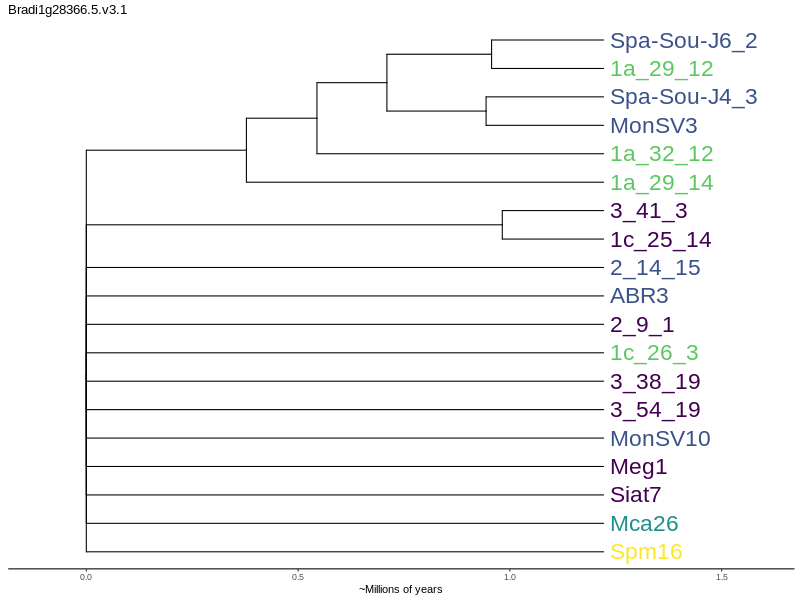 Bradi1g28366.5.v3.1
Spa-Sou-J6_2
1a_29_12
Spa-Sou-J4_3
MonSV3
1a_32_12
1a_29_14
3_41_3
1c_25_14
2_14_15
ABR3
2_9_1
1c_26_3
3_38_19
3_54_19
MonSV10
Meg1
Siat7
Mca26
Spm16
0.0 0.5 1.0 1.5
~Millions of years